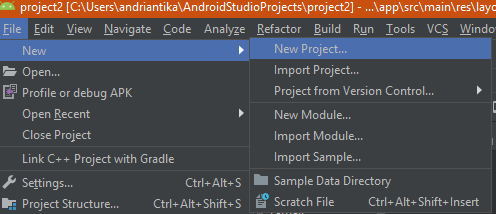 project2 [C:\Users\andriantika\AndroidStudioProjects\project2] - ...\app\src\main\res\layo
File Edit View Navigate Code Analyze Refactor Build Run Tools VCS Window
New
Open...
Profile or debug APK
Open Recent
Close Project
Link C++ Project with Gradle
Settings... Ctrl+Alt+S
Project Structure... Ctrl+Alt+Shift+S
New Project...
Import Project...
Project from Version Control...
New Module...
Import Module...
Import Sample...
Sample Data Directory
Scratch File Ctrl+Alt+Shift+Insert